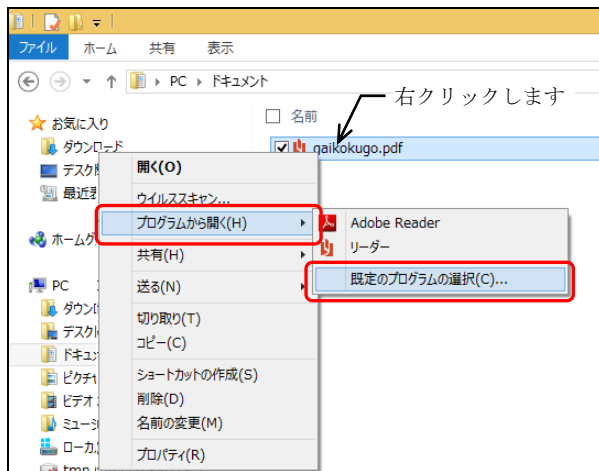 ファイル ホーム 共有 表示
PC ドキュメント
右クリックします
お気に入り
名前
ダウンロード
gaikokugo.pdf
デスク
開く(O)
最近
ウイルススキャン...
プログラムから開く(H)
Adobe Reader
ホーム
リーダー
共有(H)
既定のプログラムの選択(C)...
PC
送る(N)
ダウン
切り取り(T)
デスク
コピー(C)
ドキュ
ピクチ
ショートカットの作成(S)
ビデオ
削除(D)
ミュー
名前の変更(M)
ローカ
プロパティ(R)
tmp